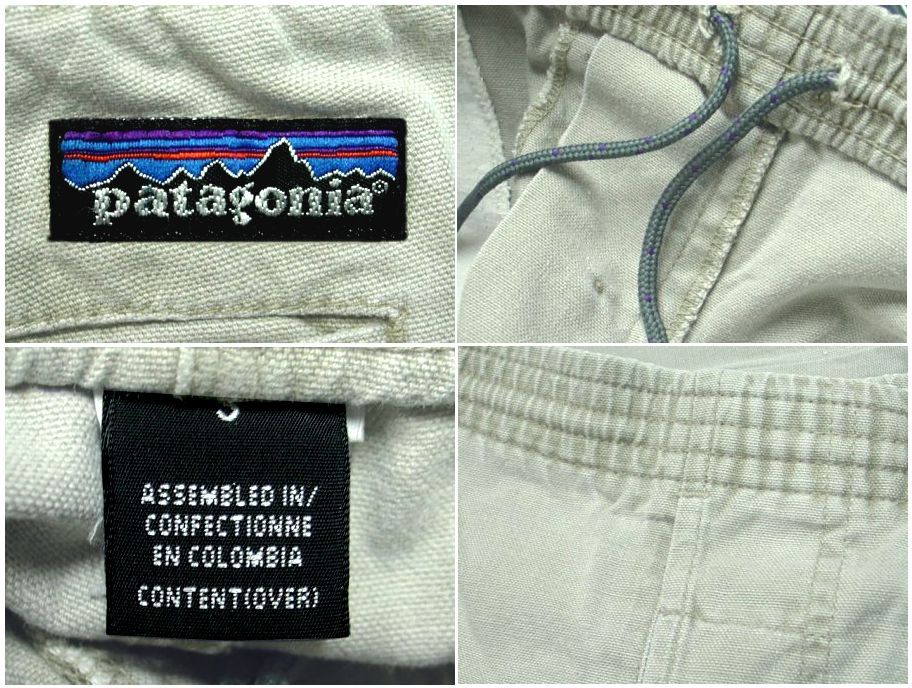 patagonia®
S
ASSEMBLED IN/
CONFECTIONNE
EN COLOMBIA
CONTENT(OVER)